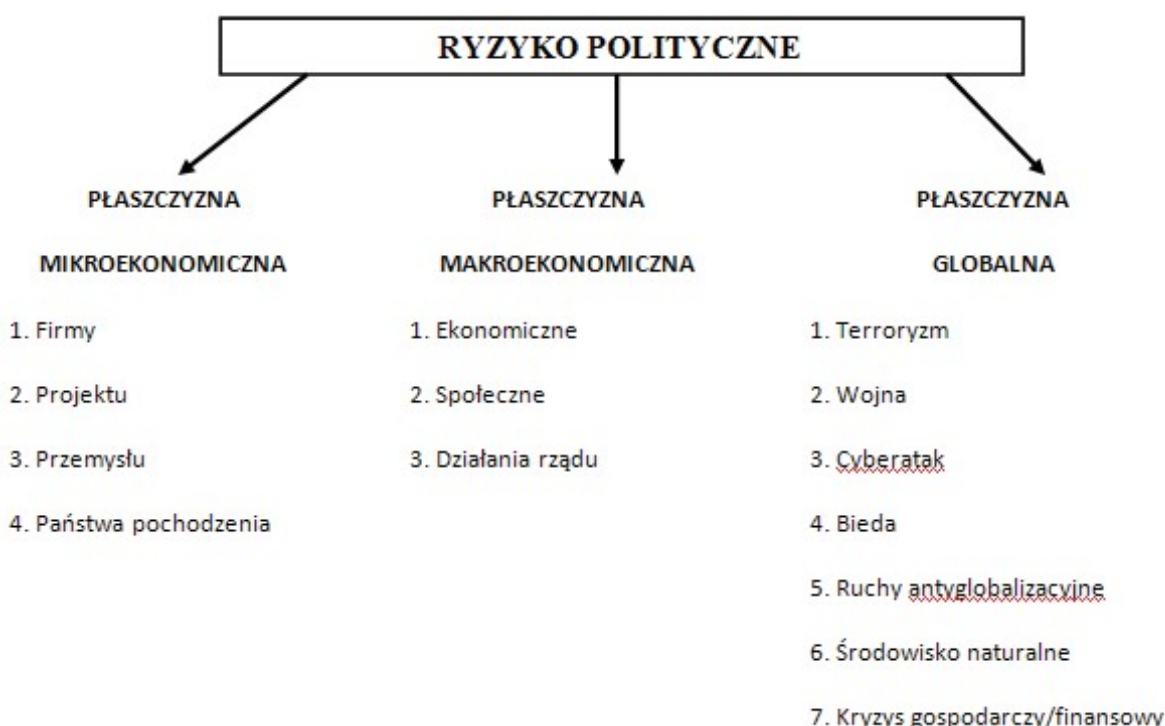 RYZYKO POLITYCZNE
PŁASZCZYZNA
MIKROEKONOMICZNA
1. Firmy
2. Projektu
3. Przemysłu
4. Państwa pochodzenia
PŁASZCZYZNA
MAKROEKONOMICZNA
1. Ekonomiczne
2. Społeczne
3. Działania rządu
PŁASZCZYZNA
GLOBALNA
1. Terroryzm
2. Wojna
3. Cyberatak
4. Bieda
5. Ruchy antyglobalizacyjne
6. Środowisko naturalne
7. Kryzys gospodarczy/finansowy